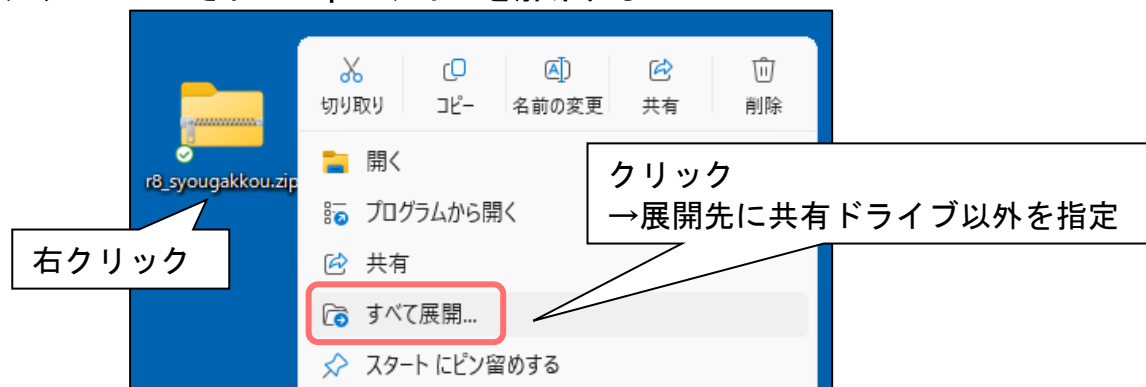 切り取り
コピー
名前の変更
共有
削除
r8_syougakkou.zip
開く
プログラムから開く
共有
すべて展開...
スタート にピン留めする
右クリック
クリック
→展開先に共有ドライブ以外を指定